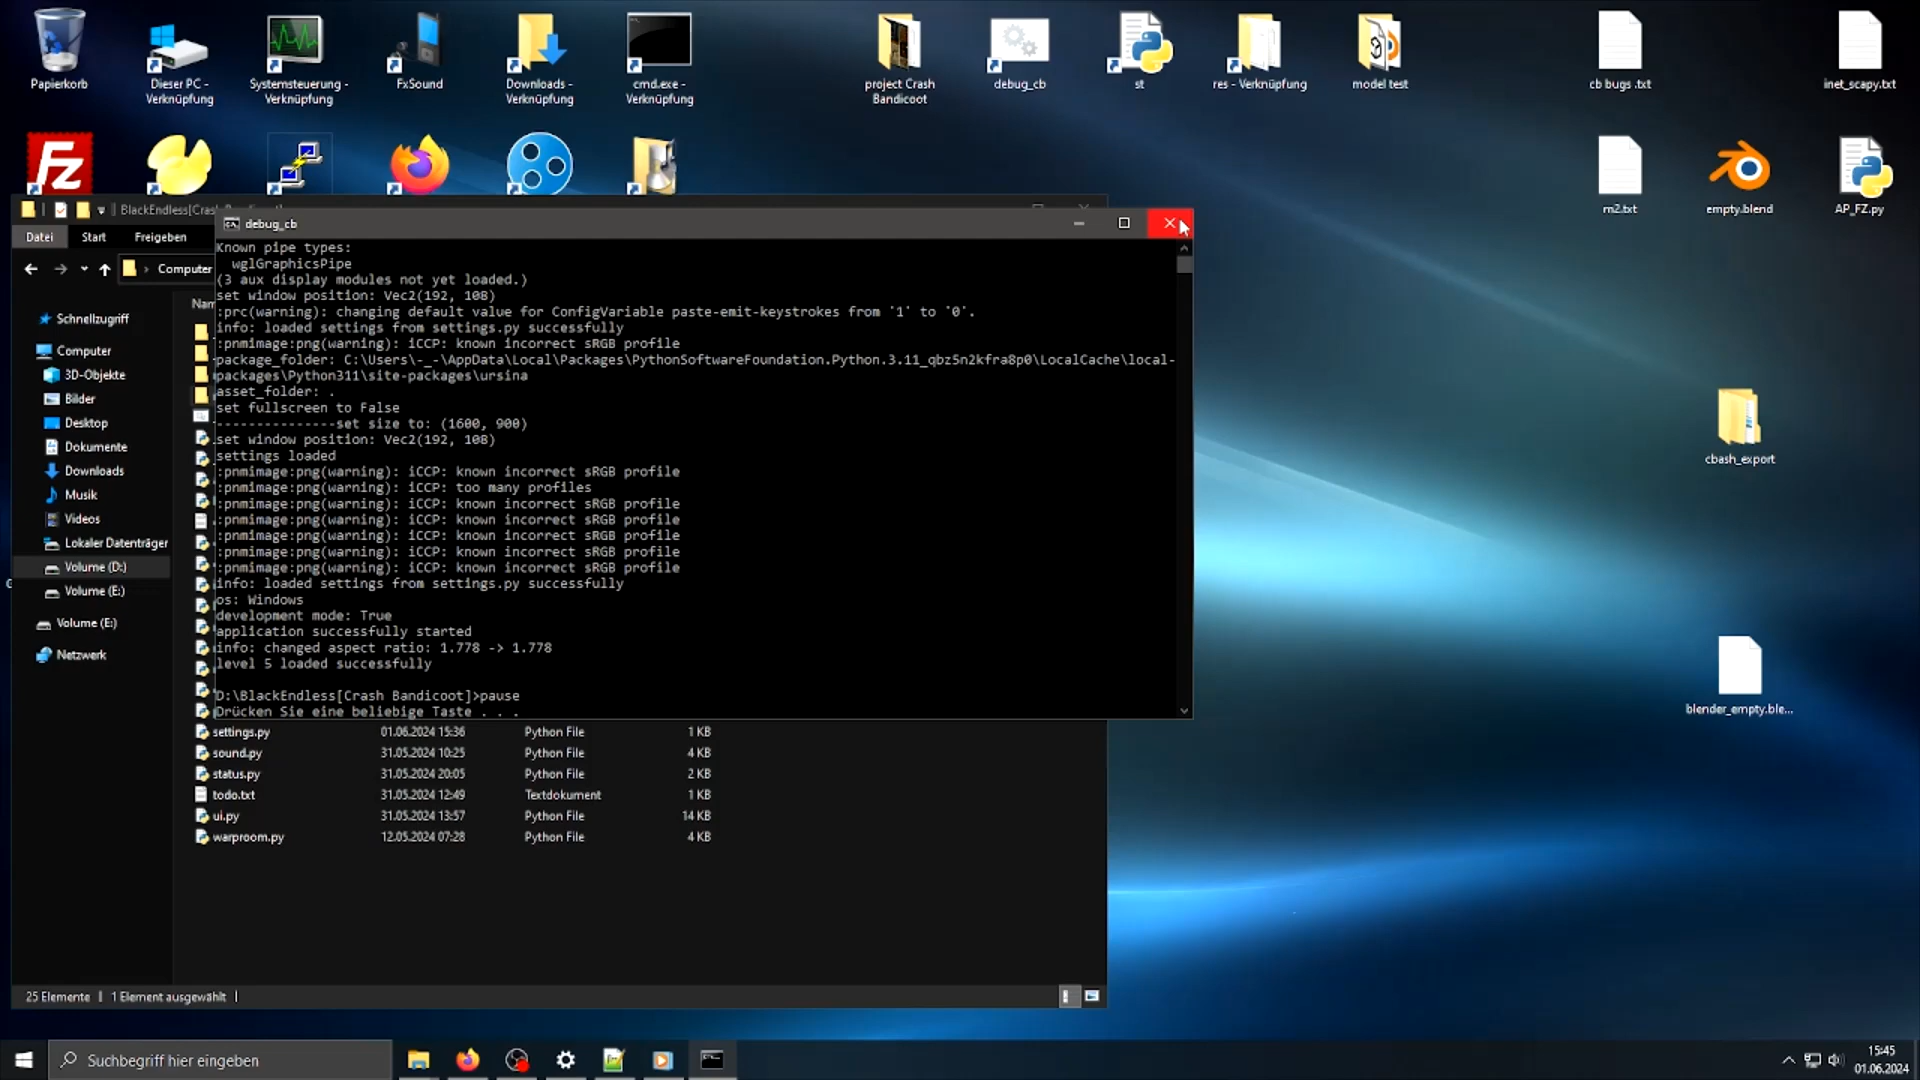 Papierkorb
Dieser PC -
Verknüpfung
Systemsteuerung -
Verknüpfung
FxSound
Downloads -
Verknüpfung
cmd.exe -
Verknüpfung
project Crash
Bandicoot
debug_cb
st
res - Verknüpfung
model test
cb bugs .txt
inet_scapy.txt
Fz
m2.txt
empty.blend
AP_FZ.py
cbash_export
blender_empty.ble...
debug_cb
Datei
Start
Freigeben
Computer
Schnellzugriff
Computer
3D-Objekte
Bilder
Desktop
Dokumente
Downloads
Musik
Videos
Lokaler Datenträger
Volume (D:)
Volume (E:)
Volume (E:)
Netzwerk
Known pipe types:
wglGraphicsPipe
(3 aux display modules not yet loaded.)
set window position: Vec2(192, 108)
:prc(warning): changing default value for ConfigVariable paste-emit-keystrokes from '1' to '0'.
info: loaded settings from settings.py successfully
:pnmimage:png(warning): iCCP: known incorrect sRGB profile
package_folder: C:\Users\-_-\AppData\Local\Packages\PythonSoftwareFoundation.Python.3.11_qbz5n2kfra8p0\LocalCache\local-
packages\Python311\site-packages\ursina
asset_folder: .
set fullscreen to False
---------------set size to: (1600, 900)
set window position: Vec2(192, 108)
settings loaded
:pnmimage:png(warning): iCCP: known incorrect sRGB profile
:pnmimage:png(warning): iCCP: too many profiles
:pnmimage:png(warning): iCCP: known incorrect sRGB profile
:pnmimage:png(warning): iCCP: known incorrect sRGB profile
:pnmimage:png(warning): iCCP: known incorrect sRGB profile
:pnmimage:png(warning): iCCP: known incorrect sRGB profile
:pnmimage:png(warning): iCCP: known incorrect sRGB profile
info: loaded settings from settings.py successfully
os: Windows
development mode: True
application successfully started
info: changed aspect ratio: 1.778 -> 1.778
level 5 loaded successfully
D:\BlackEndless[Crash Bandicoot]>pause
Drücken Sie eine beliebige Taste . . .
settings.py 01.06.2024 15:36 Python File 1 KB
sound.py 31.05.2024 10:25 Python File 4 KB
status.py 31.05.2024 20:05 Python File 2 KB
todo.txt 31.05.2024 12:49 Textdokument 1 KB
ui.py 31.05.2024 13:57 Python File 14 KB
warproom.py 12.05.2024 07:28 Python File 4 KB
25 Elemente
1 Element ausgewählt
Suchbegriff hier eingeben
15:45
01.06.2024